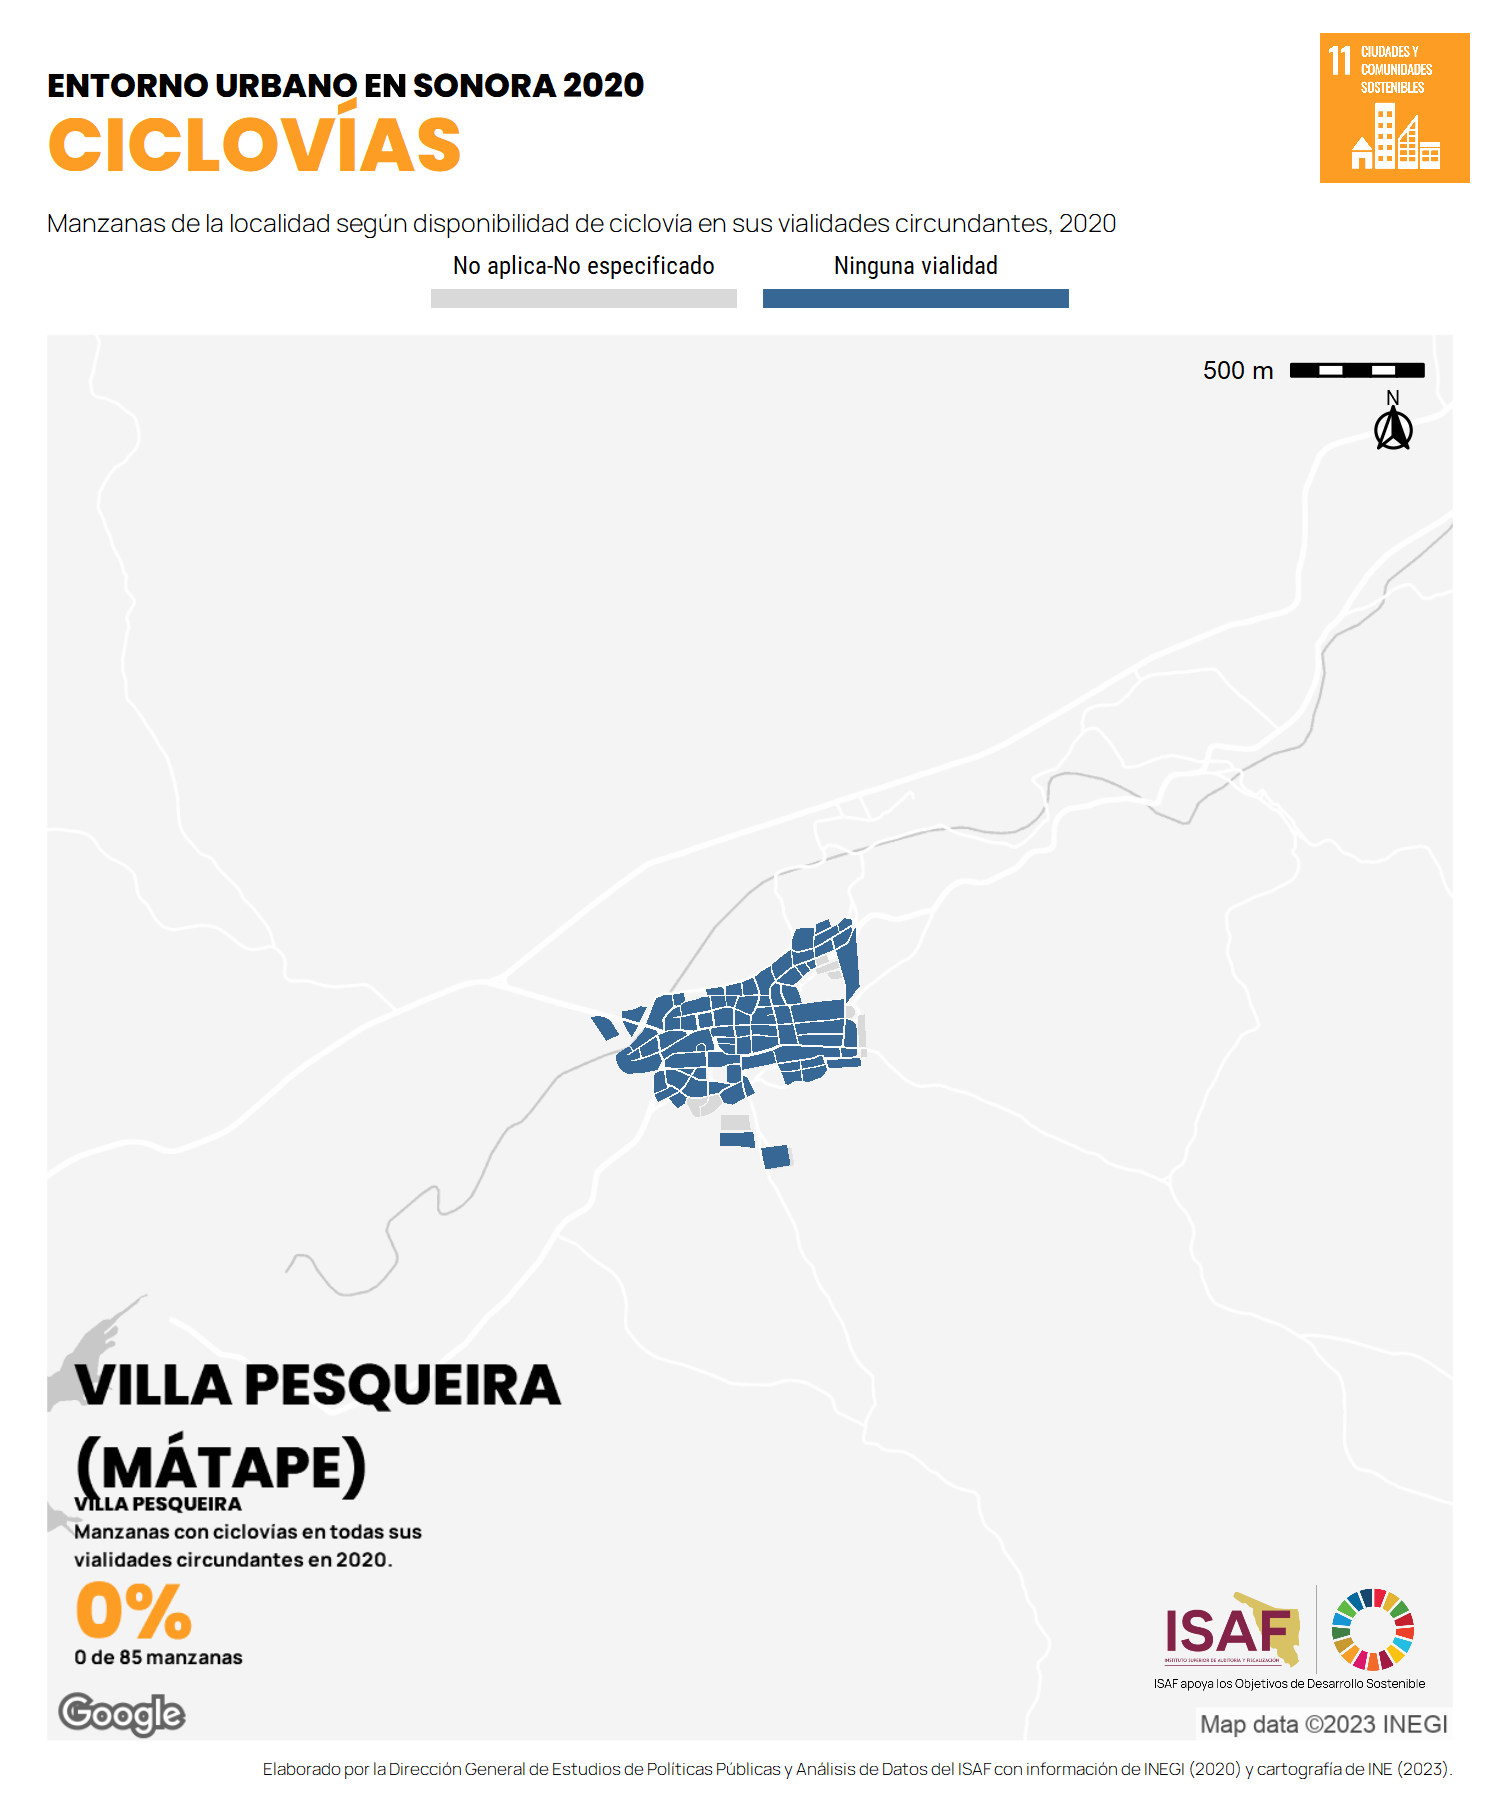 ENTORNO URBANO EN SONORA 2020
CICLOVÍAS
11 CIUDADES Y
COMUNIDADES
SOSTENIBLES
Manzanas de la localidad según disponibilidad de ciclovía en sus vialidades circundantes, 2020
No aplica-No especificado
Ninguna vialidad
500 m
N
VILLA PESQUEIRA
(MÁTAPE)
VILLA PESQUEIRA
Manzanas con ciclovias en todas sus
vialidades circundantes en 2020.
0%
0 de 85 manzanas
ISAF
INSTITUTO SUPERIOR DE AUDITORÍA Y FISCALIZACIÓN
ISAF apoya los Objetivos de Desarrollo Sostenible
Google
Map data ©2023 INEGI
Elaborado por la Dirección General de Estudios de Políticas Públicas y Análisis de Datos del ISAF con información de INEGI (2020) y cartografía de INE (2023).